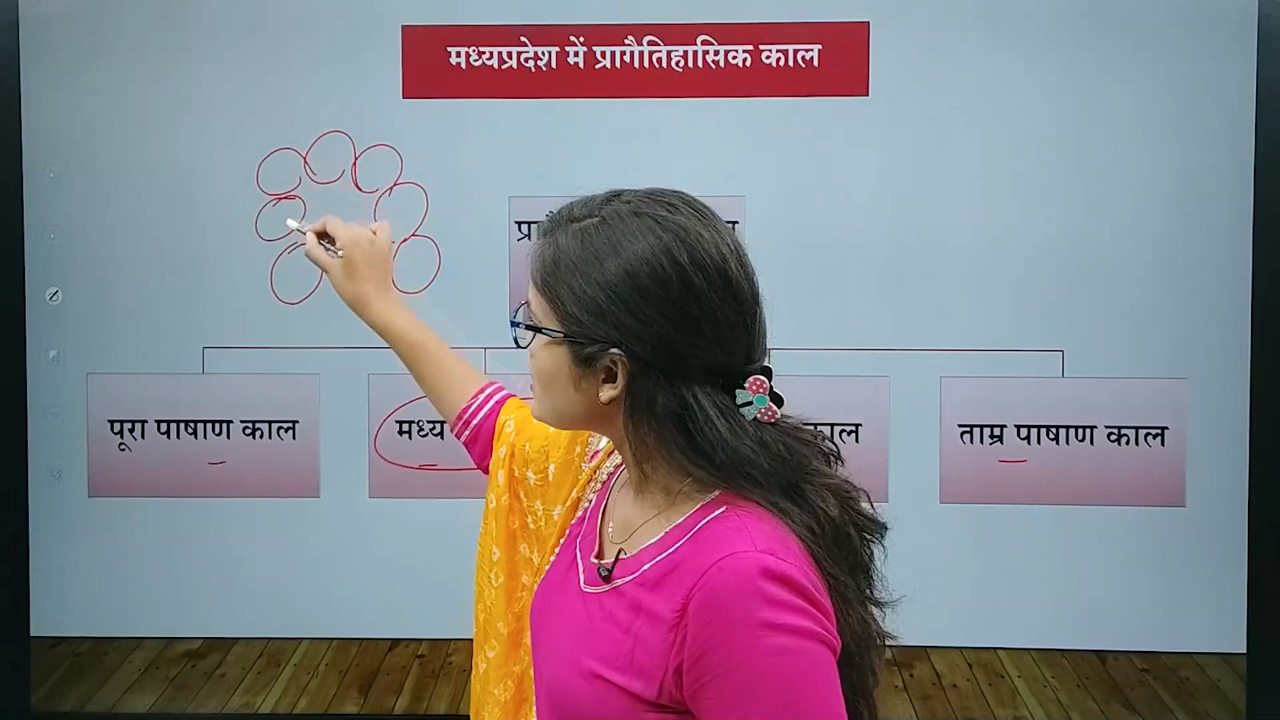 मध्यप्रदेश में प्रागैतिहासिक काल
पूरा पाषाण काल
मध्य
काल
ताम्र पाषाण काल